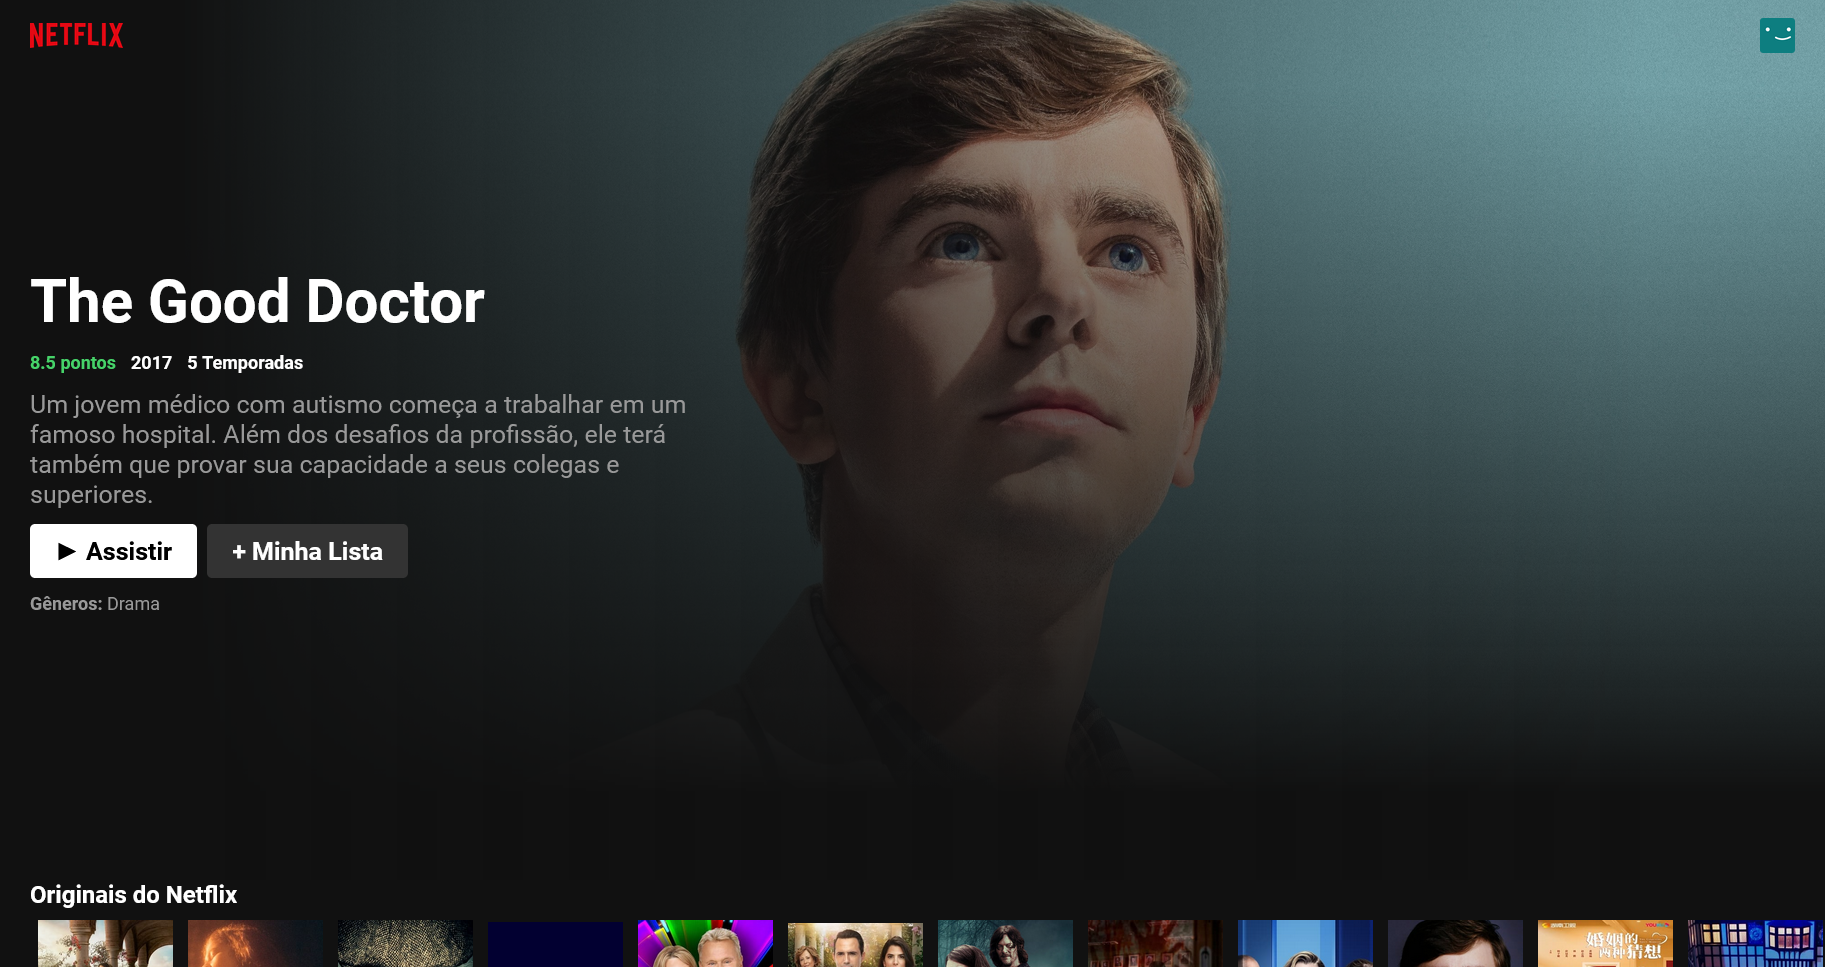 NETFLIX
The Good Doctor
8.5 pontos 2017 5 Temporadas
Um jovem médico com autismo começa a trabalhar em um
famoso hospital. Além dos desafios da profissão, ele terá
também que provar sua capacidade a seus colegas e
superiores.
► Assistir
+ Minha Lista
Gêneros: Drama
Originais do Netflix
婚姻的
两种猜想